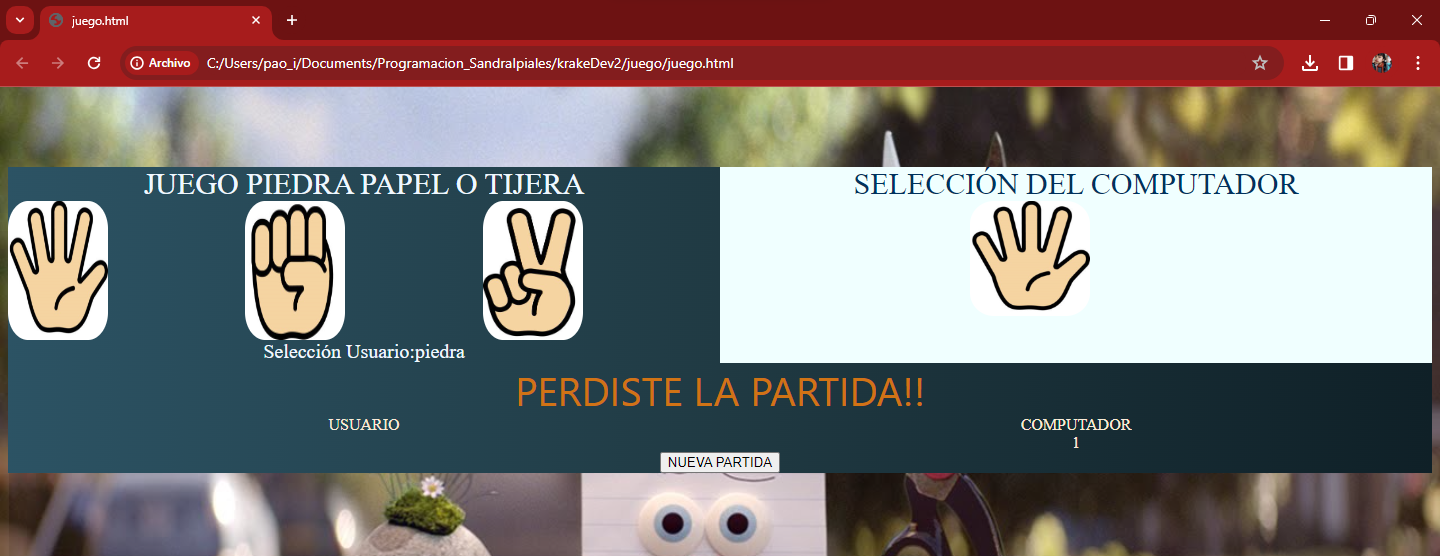 juego.html
Archivo
C:/Users/pao_i/Documents/Programacion_SandraIpiales/krakeDev2/juego/juego.html
JUEGO PIEDRA PAPEL O TIJERA
SELECCIÓN DEL COMPUTADOR
Selección Usuario:piedra
PERDISTE LA PARTIDA!!
USUARIO
COMPUTADOR
1
NUEVA PARTIDA